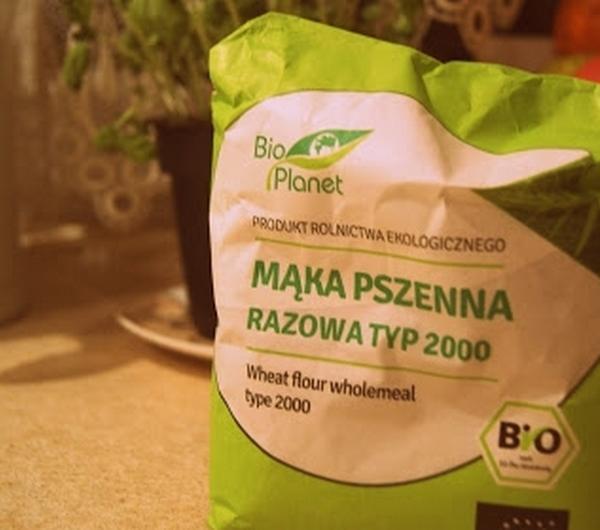 Bio
Planet
PRODUKT ROLNICTWA EKOLOGICZNEGO
MĄKA PSZENNA
RAZOWA TYP 2000
Wheat flour wholemeal
type 2000
BiO